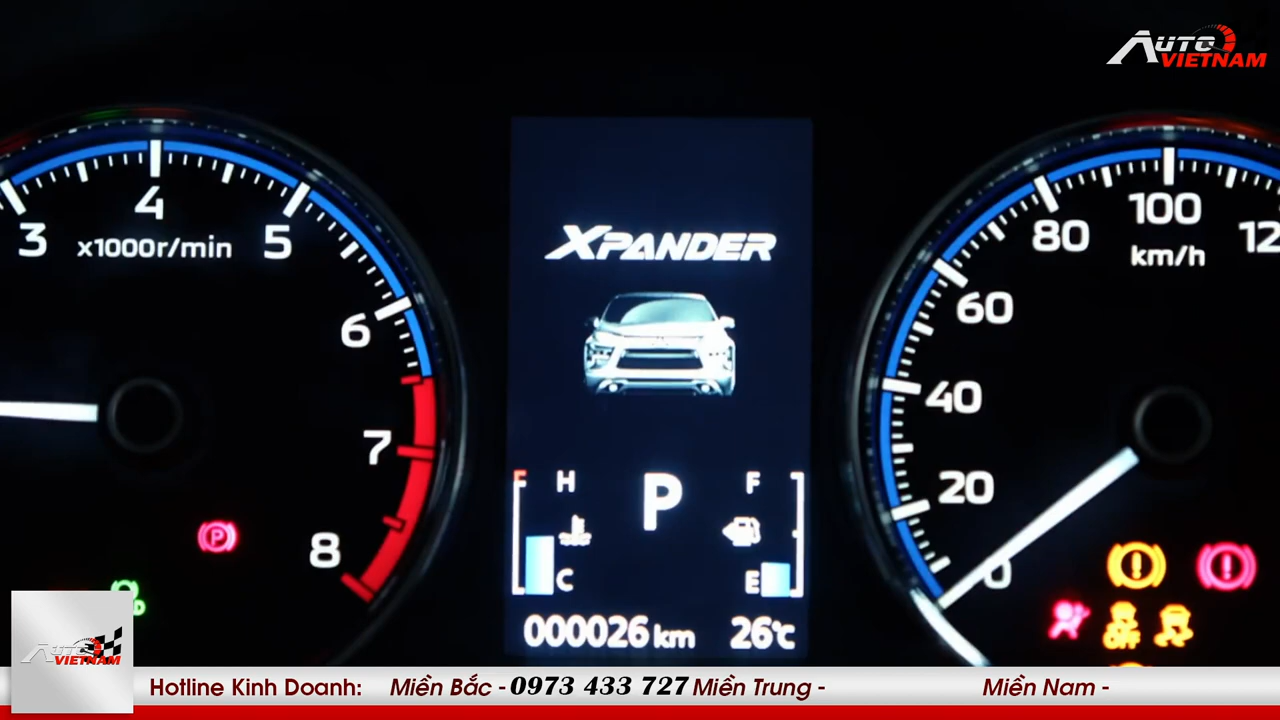 AUTO
VIETNAM
3 4 5 6 7 8
x1000r/min
P
XPANDER
H F
P
C E
000026 km 26°C
0 20 40 60 80 100 12
km/h
OFF
AUTO
VIETNAM
Hotline Kinh Doanh: Miền Bắc - 0973 433 727 Miền Trung - Miền Nam -